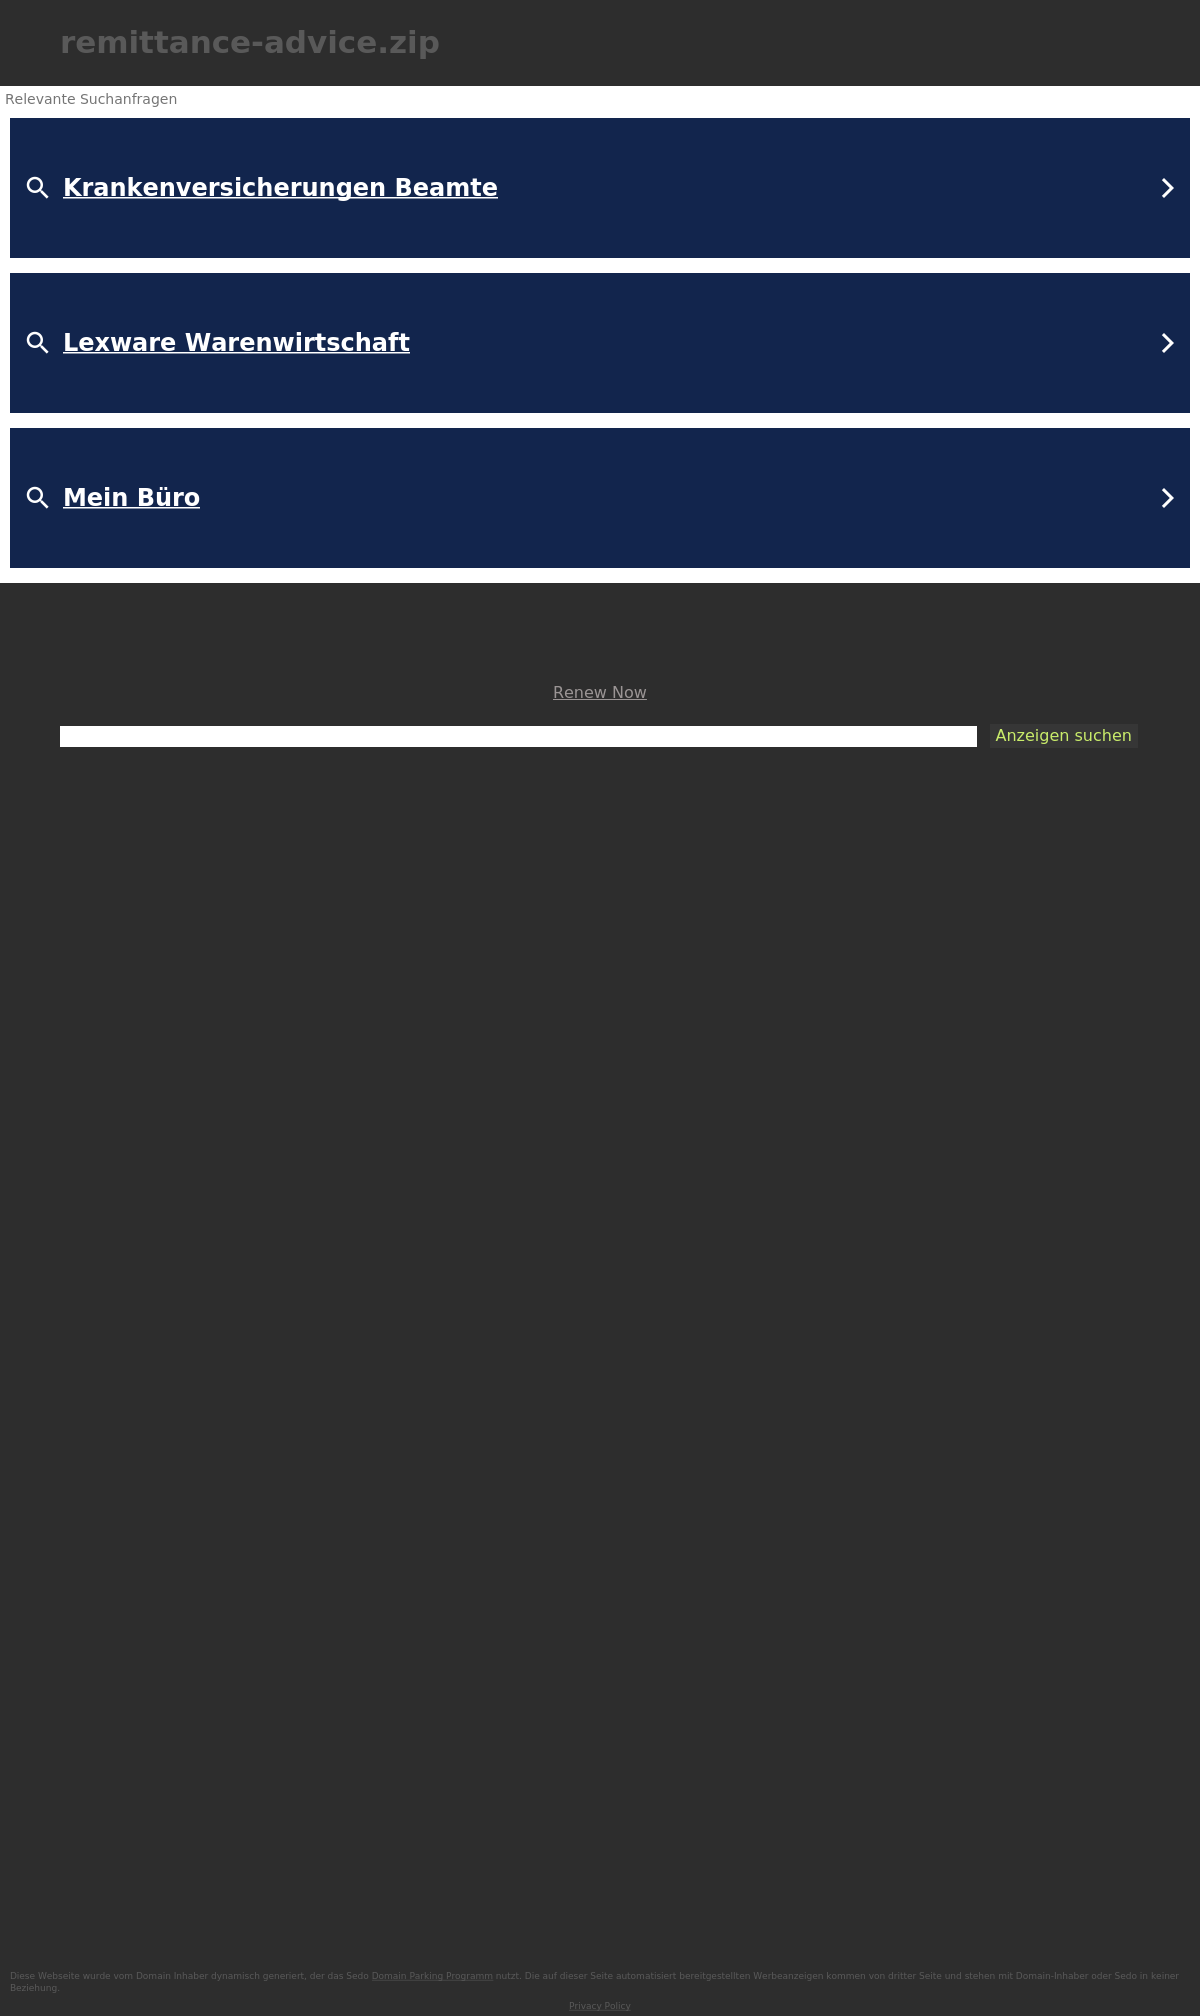 remittance-advice.zip
Relevante Suchanfragen
Krankenversicherungen Beamte
Lexware Warenwirtschaft
Mein Büro
Renew Now
Anzeigen suchen
Diese Webseite wurde vom Domain Inhaber dynamisch generiert, der das Sedo Domain Parking Programm nutzt. Die auf dieser Seite automatisiert bereitgestellten Werbeanzeigen kommen von dritter Seite und stehen mit Domain-Inhaber oder Sedo in keiner
Beziehung.
Privacy Policy